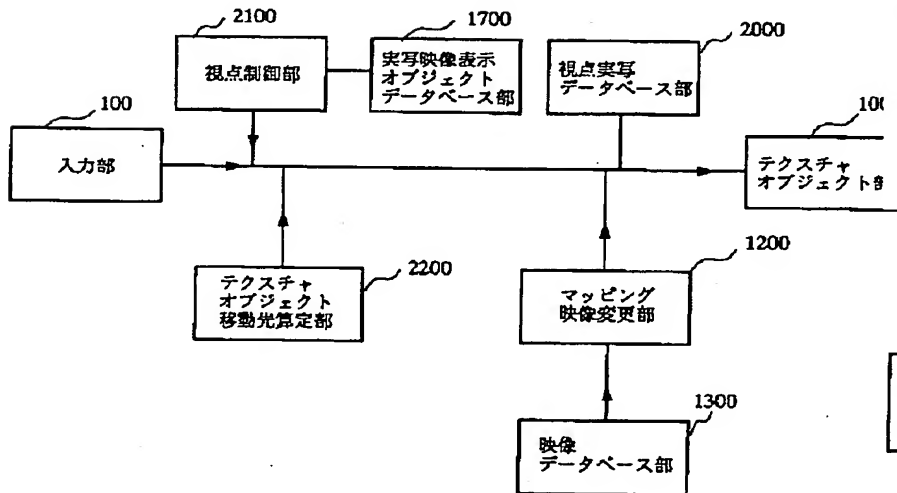 2100
視点制御部
1700
実写映像表示
オブジェクト
データベース部
2000
視点実写
データベース部
100
入力部
テクスチャ
オブジェクト
2200
テクスチャ
オブジェクト
移動光算定部
1200
マッピング
映像変更部
1300
映像
データベース部